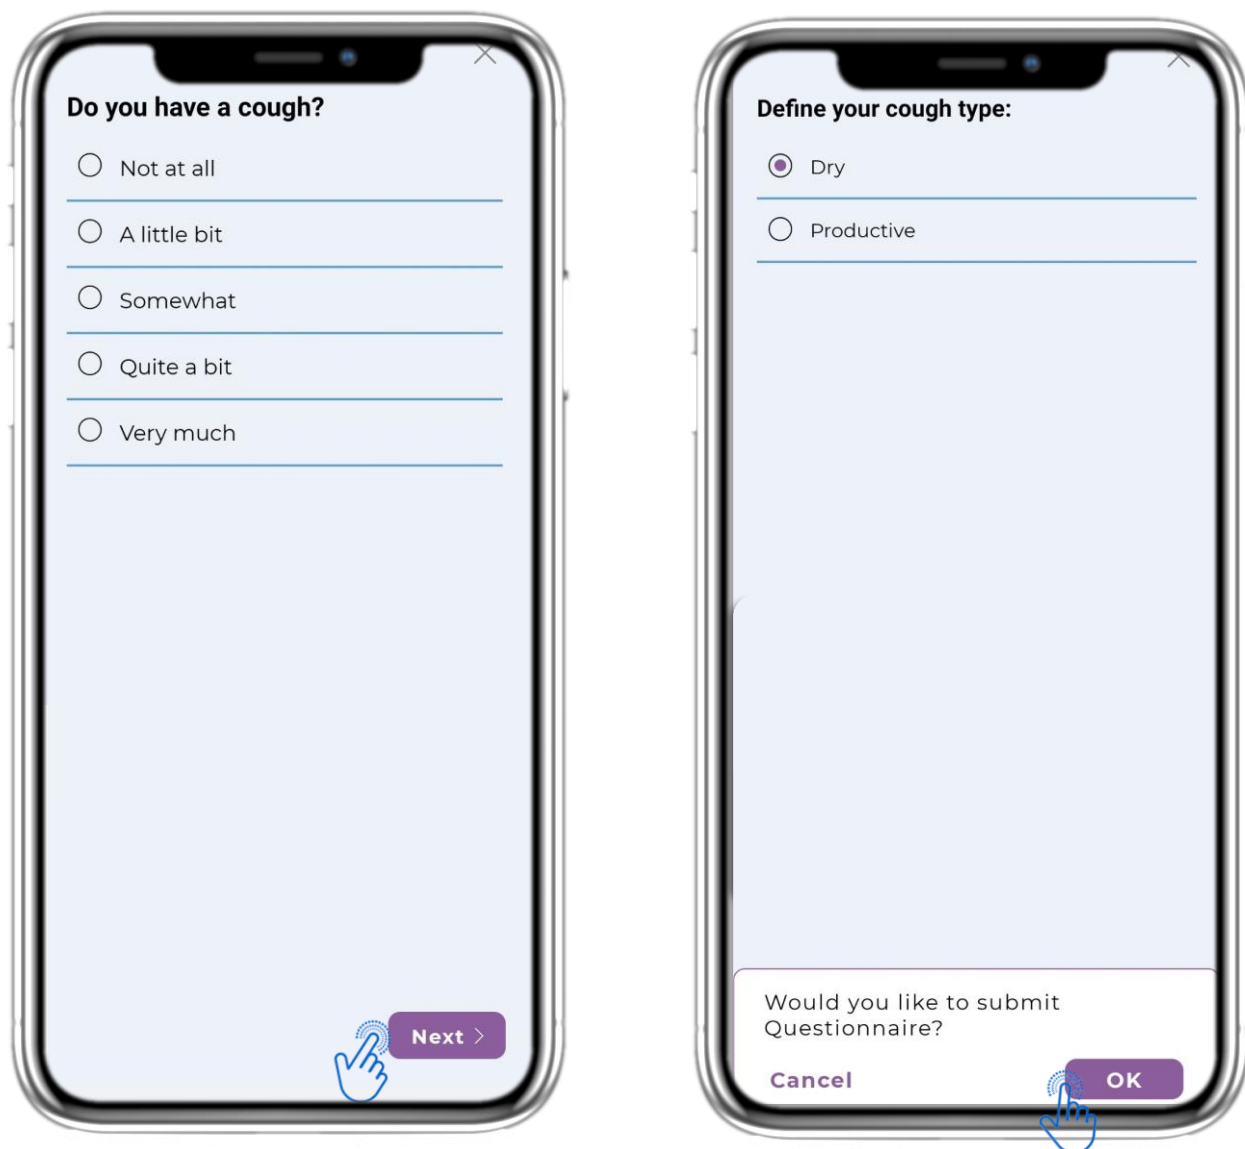 Do you have a cough?
Not at all
A little bit
Somewhat
Quite a bit
Very much
Next
Define your cough type:
Dry
Productive
Would you like to submit
Questionnaire?
Cancel
OK